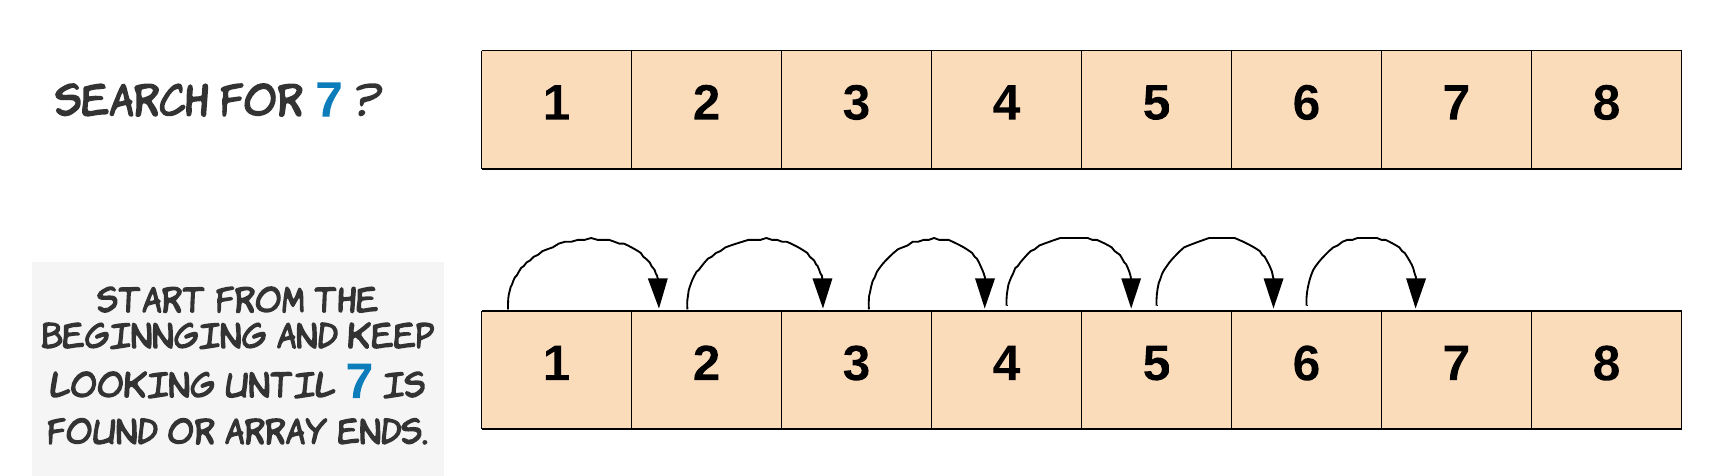 SEARCH FOR 7 ?
1 2 3 4 5 6 7 8
START FROM THE
BEGINNGING AND KEEP
LOOKING UNTIL 7 IS
FOUND OR ARRAY ENDS.
1 2 3 4 5 6 7 8